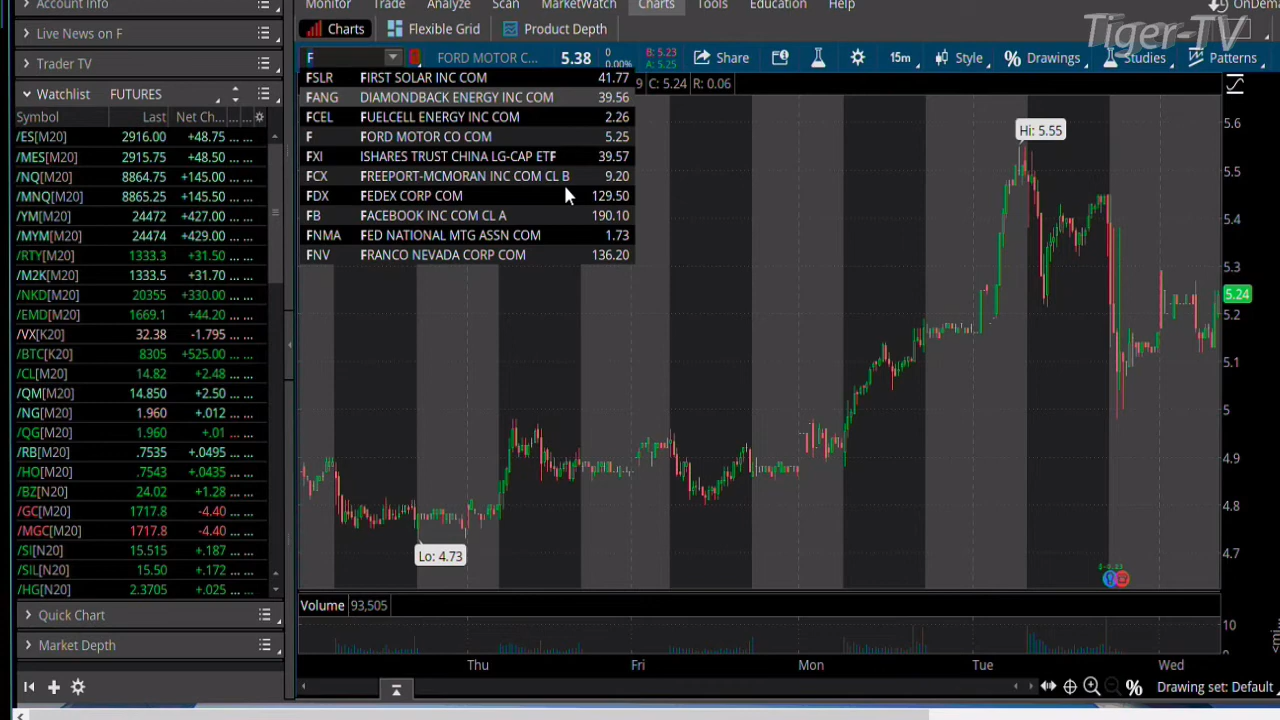 Account Info
Live News on F
Trader TV
Watchlist FUTURES
Symbol Last Net Ch... ... ...
/ES[M20] 2916.00 +48.75 ... ...
/MES[M20] 2915.75 +48.50 ... ...
/NQ[M20] 8864.75 +145.00 ... ...
/MNQ[M20] 8865.25 +145.50 ... ...
/YM[M20] 24472 +427.00 ... ...
/MYM[M20] 24474 +429.00 ... ...
/RTY[M20] 1333.3 +31.50 ... ...
/M2K[M20] 1333.5 +31.70 ... ...
/NKD[M20] 20355 +330.00 ... ...
/EMD[M20] 1669.1 +44.20 ... ...
/VX[K20] 32.38 -1.795 ... ...
/BTC[K20] 8305 +525.00 ... ...
/CL[M20] 14.82 +2.48 ... ...
/QM[M20] 14.850 +2.50 ... ...
/NG[M20] 1.960 +.012 ... ...
/QG[M20] 1.960 +.01 ... ...
/RB[M20] .7535 +.0495 ... ...
/HO[M20] .7543 +.0435 ... ...
/BZ[N20] 24.02 +1.28 ... ...
/GC[M20] 1717.8 -4.40 ... ...
/MGC[M20] 1717.8 -4.40 ... ...
/SI[N20] 15.515 +.187 ... ...
/SIL[N20] 15.50 +.172 ... ...
/HG[N20] 2.3705 +.025 ... ...
Quick Chart
Market Depth
Monitor Trade Analyze Scan MarketWatch Charts Tools Education Help OnDem
Tiger-TV
Charts Flexible Grid Product Depth
F FORD MOTOR C... 5.38 0 0.00% B: 5.23 A: 5.25 Share 15m Style Drawings Studies Patterns
9 C: 5.24 R: 0.06
FSLR FIRST SOLAR INC COM 41.77
FANG DIAMONDBACK ENERGY INC COM 39.56
FCEL FUELCELL ENERGY INC COM 2.26
F FORD MOTOR CO COM 5.25
FXI ISHARES TRUST CHINA LG-CAP ETF 39.57
FCX FREEPORT-MCMORAN INC COM CL B 9.20
FDX FEDEX CORP COM 129.50
FB FACEBOOK INC COM CL A 190.10
FNMA FED NATIONAL MTG ASSN COM 1.73
FNV FRANCO NEVADA CORP COM 136.20
Hi: 5.55
Lo: 4.73
5.6
5.5
5.4
5.3
5.24
5.2
5.1
5
4.9
4.8
4.7
Volume 93,505
10
0
Thu Fri Mon Tue Wed
Drawing set: Default